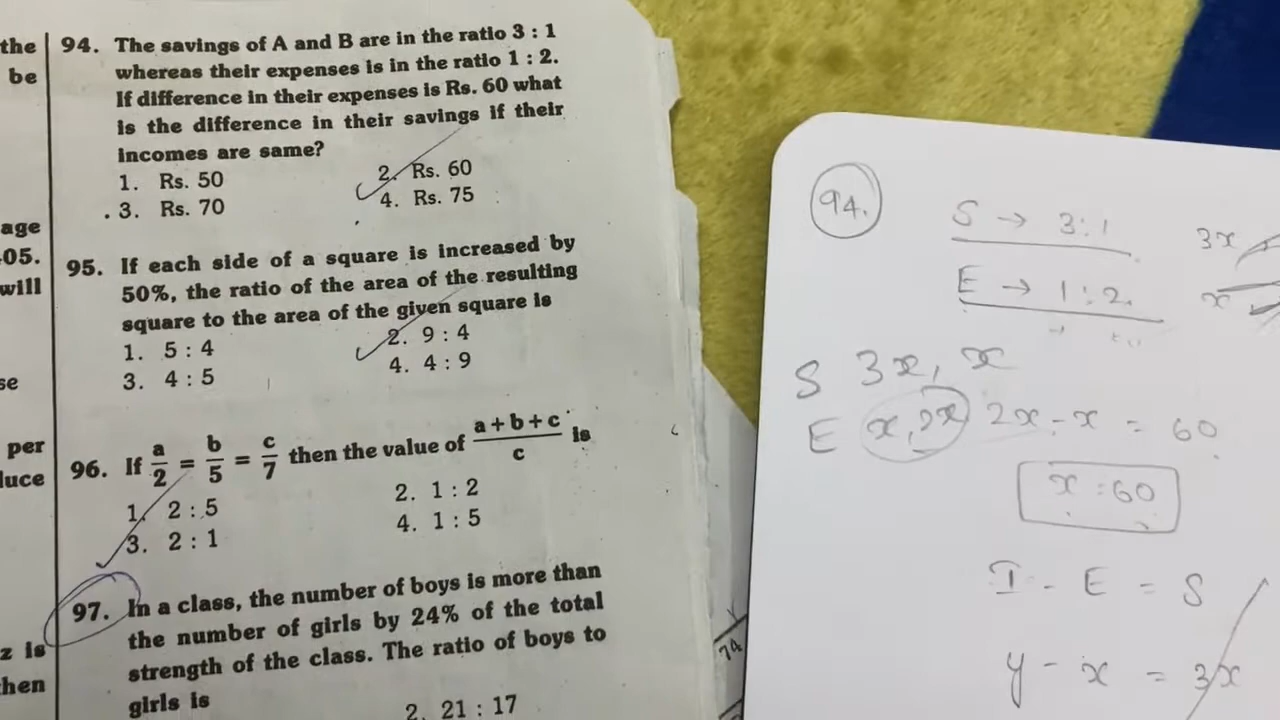 the
be
age
05.
will
se
per
luce
z is
hen
94. The savings of A and B are in the ratio 3 : 1
whereas their expenses is in the ratio 1 : 2.
If difference in their expenses is Rs. 60 what
is the difference in their savings if their
incomes are same?
1. Rs. 50
2. Rs. 60
3. Rs. 70
4. Rs. 75
95. If each side of a square is increased by
50%, the ratio of the area of the resulting
square to the area of the given square is
1. 5 : 4
2. 9 : 4
3. 4 : 5
4. 4 : 9
96. If a/2 = b/5 = c/7 then the value of (a + b + c)/c is
1. 2 : 5
2. 1 : 2
3. 2 : 1
4. 1 : 5
97. In a class, the number of boys is more than
the number of girls by 24% of the total
strength of the class. The ratio of boys to
girls is
2. 21 : 17
74
94.
S → 3:1
E → 1:2.
3x
x
S 3x, x
E x, 2x 2x - x = 60
x = 60
I - E = S
y - x = 3x